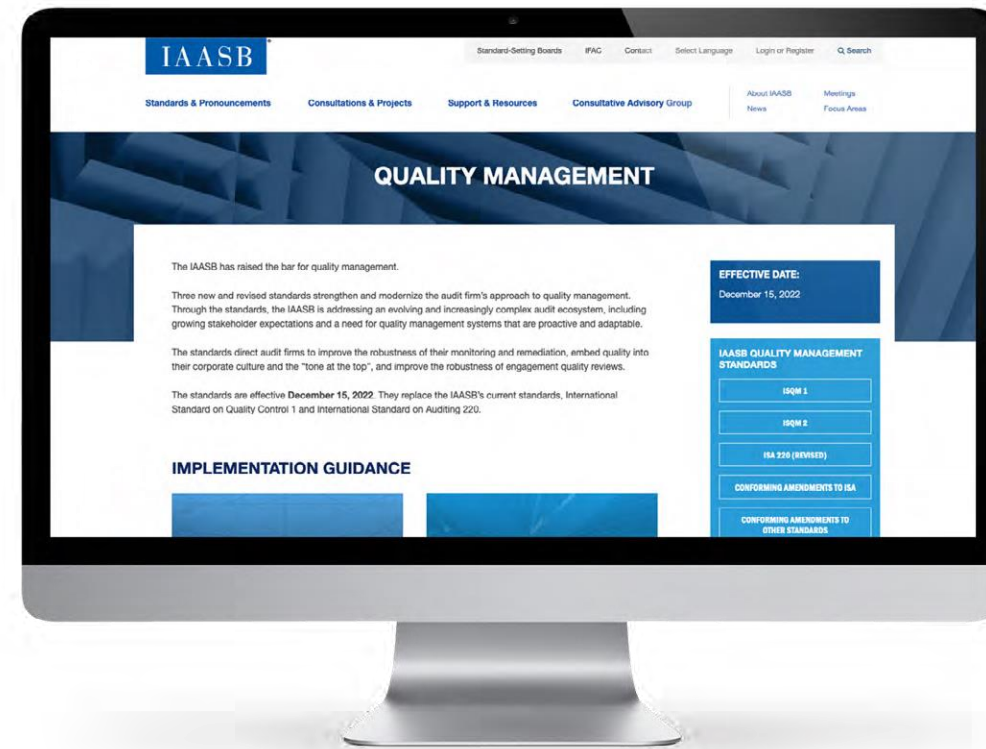 IAASB
Standard-Setting Boards IFAC Contact Select Language Login or Register Search
Standards & Pronouncements Consultations & Projects Support & Resources Consultative Advisory Group
About IAASB Meetings
News Focus Areas
QUALITY MANAGEMENT
The IAASB has raised the bar for quality management.
Three new and revised standards strengthen and modernize the audit firm's approach to quality management.
Through the standards, the IAASB is addressing an evolving and increasingly complex audit ecosystem, including
growing stakeholder expectations and a need for quality management systems that are proactive and adaptable.
The standards direct audit firms to improve the robustness of their monitoring and remediation, embed quality into
their corporate culture and the "tone at the top", and improve the robustness of engagement quality reviews.
The standards are effective December 15, 2022. They replace the IAASB's current standards, International
Standard on Quality Control 1 and International Standard on Auditing 220.
IMPLEMENTATION GUIDANCE
EFFECTIVE DATE:
December 15, 2022
IAASB QUALITY MANAGEMENT
STANDARDS
ISQM 1
ISQM 2
ISA 220 (REVISED)
CONFORMING AMENDMENTS TO ISA
CONFORMING AMENDMENTS TO
OTHER STANDARDS